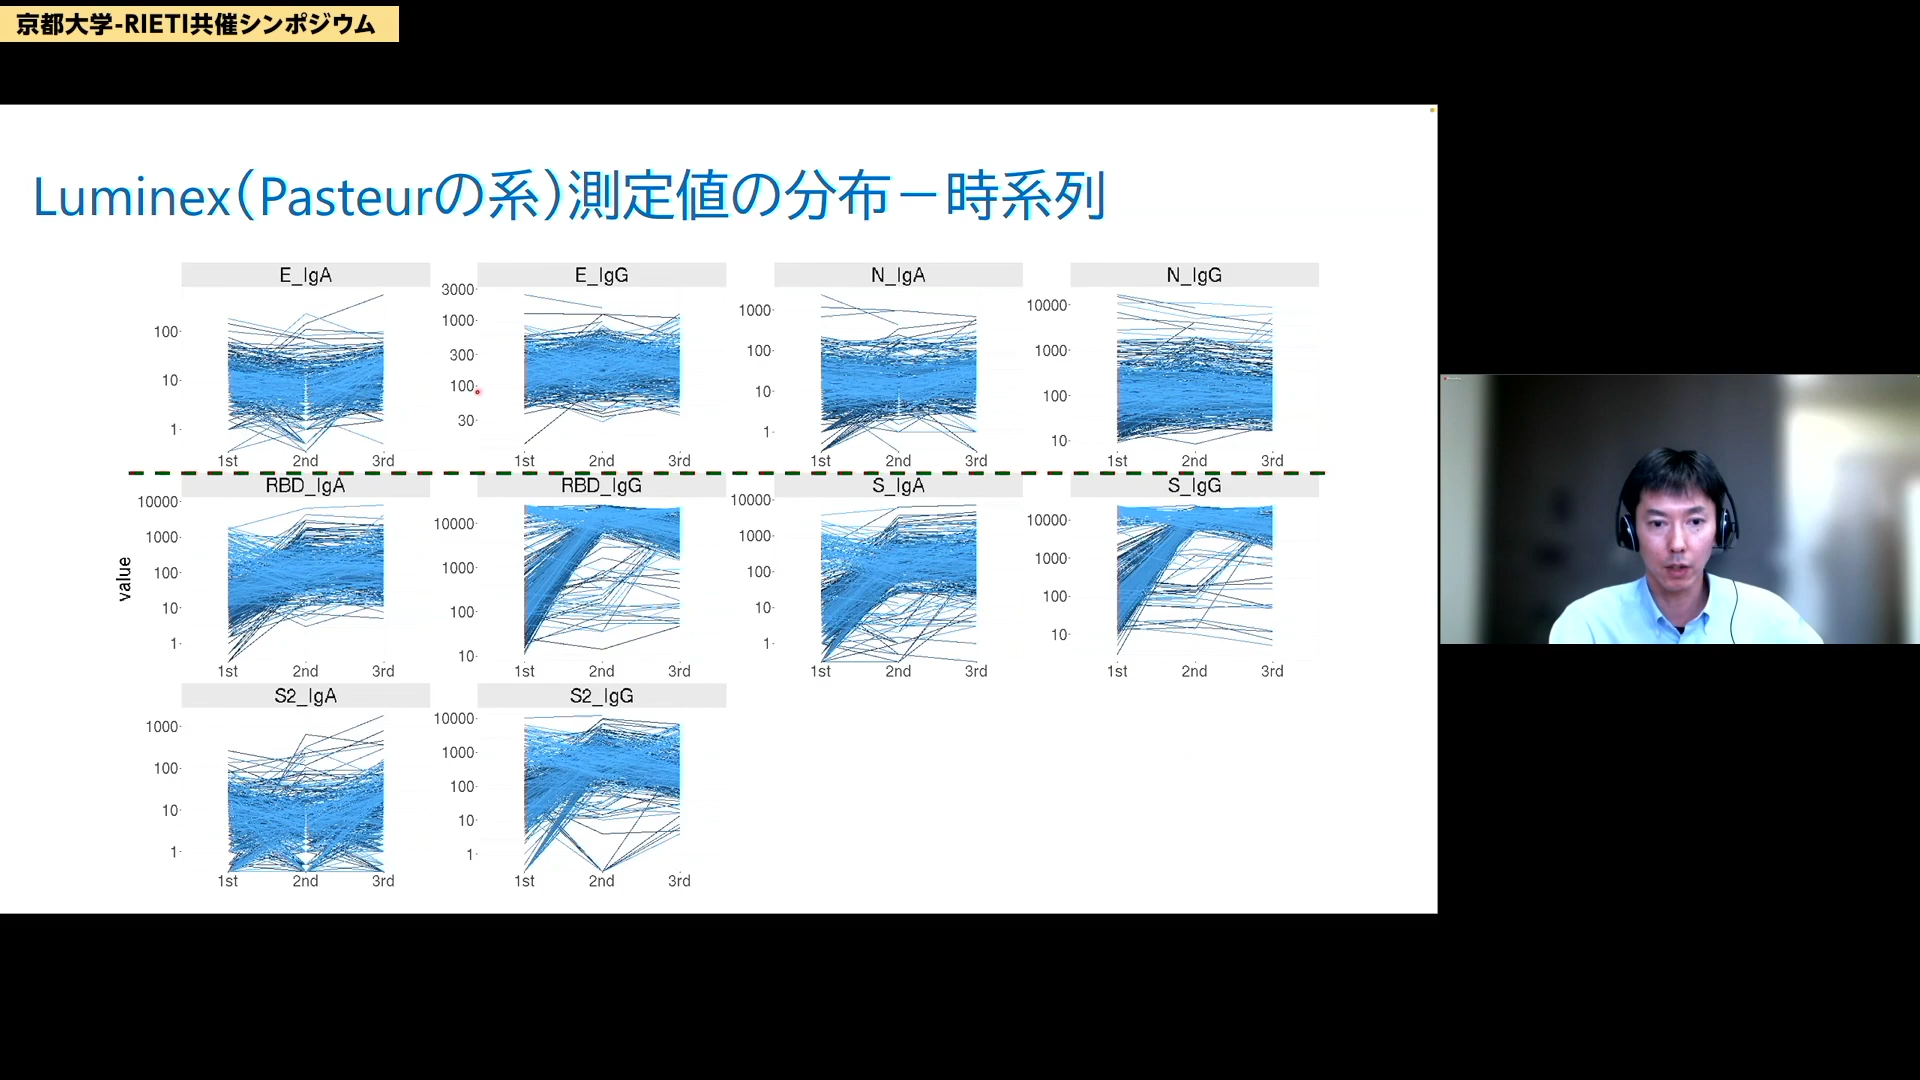 京都大学-RIETI共催シンポジウム
Luminex（Pasteurの系）測定値の分布－時系列
E_IgA
E_IgG
N_IgA
N_IgG
100
10
1
1st
2nd
3rd
3000
1000
300
100
30
1st
2nd
3rd
1000
100
10
1
1st
2nd
3rd
10000
1000
100
10
1st
2nd
3rd
value
RBD_IgA
RBD_IgG
S_IgA
S_IgG
10000
1000
100
10
1
1st
2nd
3rd
10000
1000
100
10
1st
2nd
3rd
10000
1000
100
10
1
1st
2nd
3rd
10000
1000
100
10
1st
2nd
3rd
S2_IgA
S2_IgG
1000
100
10
1
1st
2nd
3rd
10000
1000
100
10
1
1st
2nd
3rd